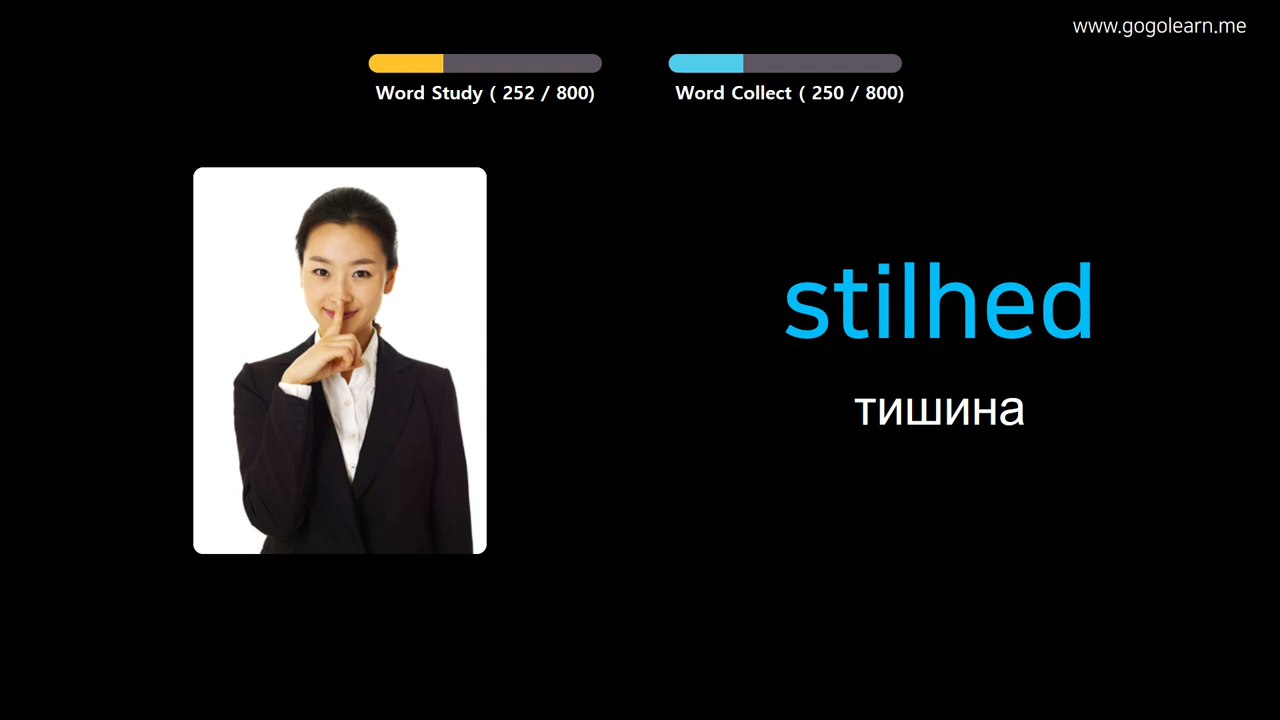 www.gogolearn.me
Word Study ( 252 / 800)
Word Collect ( 250 / 800)
stilhed
тишина